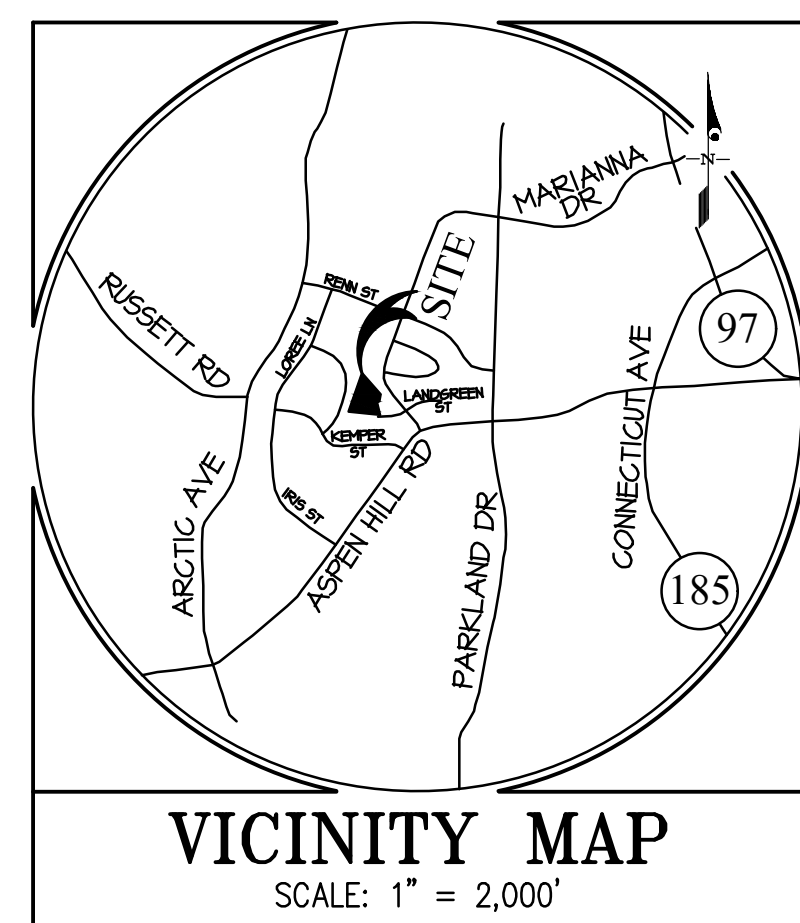 MARIANNA
DR
N
SITE
RUSSETT RD
RENN ST
LOREE LN
97
CONNECTICUT AVE
LANDGREEN
ST
KEMPER
ST
ARCTIC AVE
IRIS ST
ASPEN HILL RD
PARKLAND DR
185
VICINITY MAP
SCALE: 1" = 2,000'